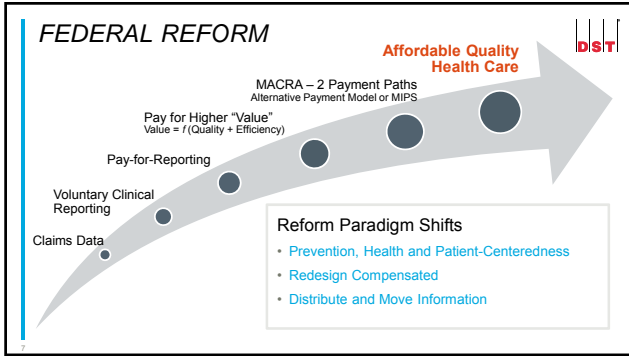 FEDERAL REFORM
DST
Affordable Quality
Health Care
MACRA – 2 Payment Paths
Alternative Payment Model or MIPS
Pay for Higher “Value”
Value = f (Quality + Efficiency)
Pay-for-Reporting
Voluntary Clinical
Reporting
Claims Data
Reform Paradigm Shifts
• Prevention, Health and Patient-Centeredness
• Redesign Compensated
• Distribute and Move Information
7